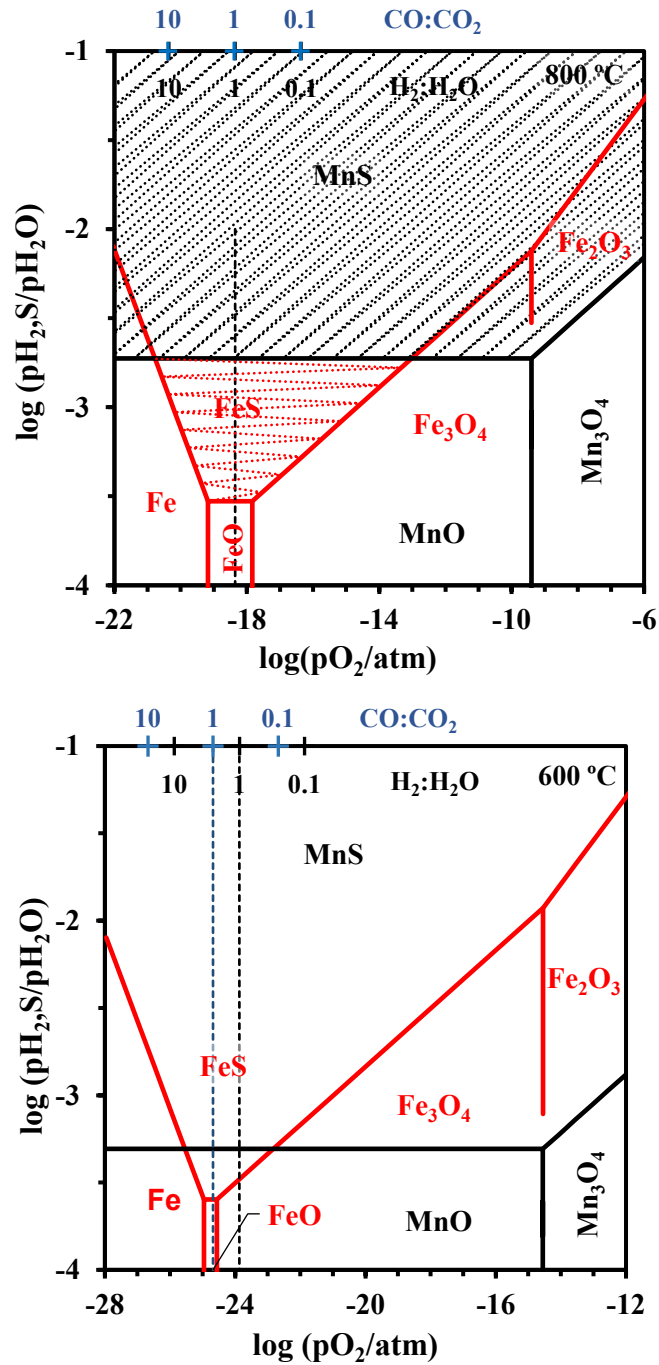 10 1 0.1 CO:CO₂
-1
10 1 0.1 H₂:H₂O 800 ºC
MnS
-2
Fe₂O₃
log (pH₂,S/pH₂O)
-3
FeS
Fe₃O₄
Mn₃O₄
Fe
FeO
MnO
-4
-22 -18 -14 -10 -6
log(pO₂/atm)
10 1 0.1 CO:CO₂
-1
10 1 0.1 H₂:H₂O 600 ºC
MnS
-2
Fe₂O₃
log (pH₂,S/pH₂O)
FeS
-3
Fe₃O₄
Mn₃O₄
Fe
FeO
MnO
-4
-28 -24 -20 -16 -12
log (pO₂/atm)